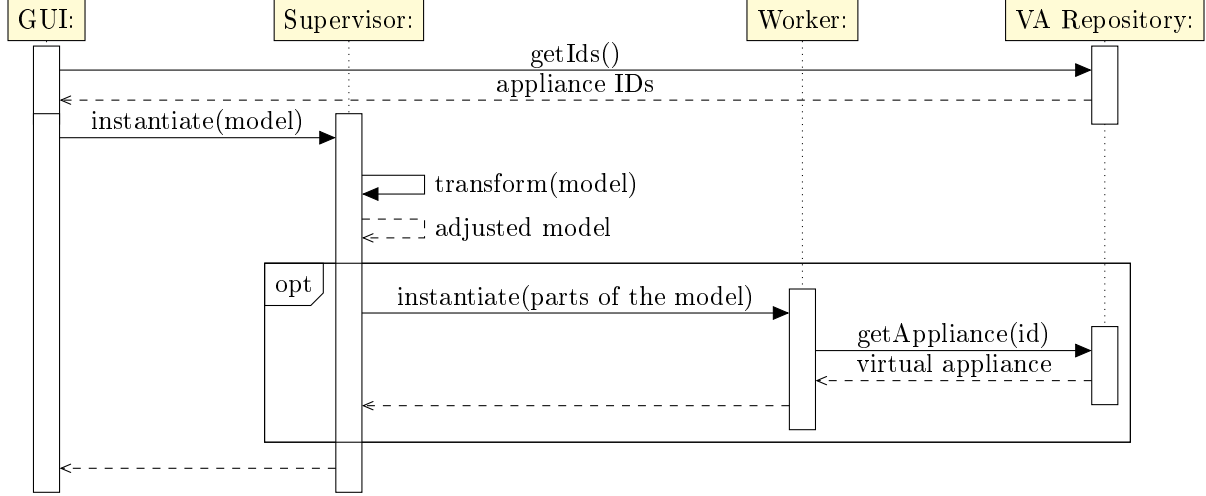 GUI:
Supervisor:
Worker:
VA Repository:
getIds()
appliance IDs
instantiate(model)
transform(model)
adjusted model
opt
instantiate(parts of the model)
getAppliance(id)
virtual appliance